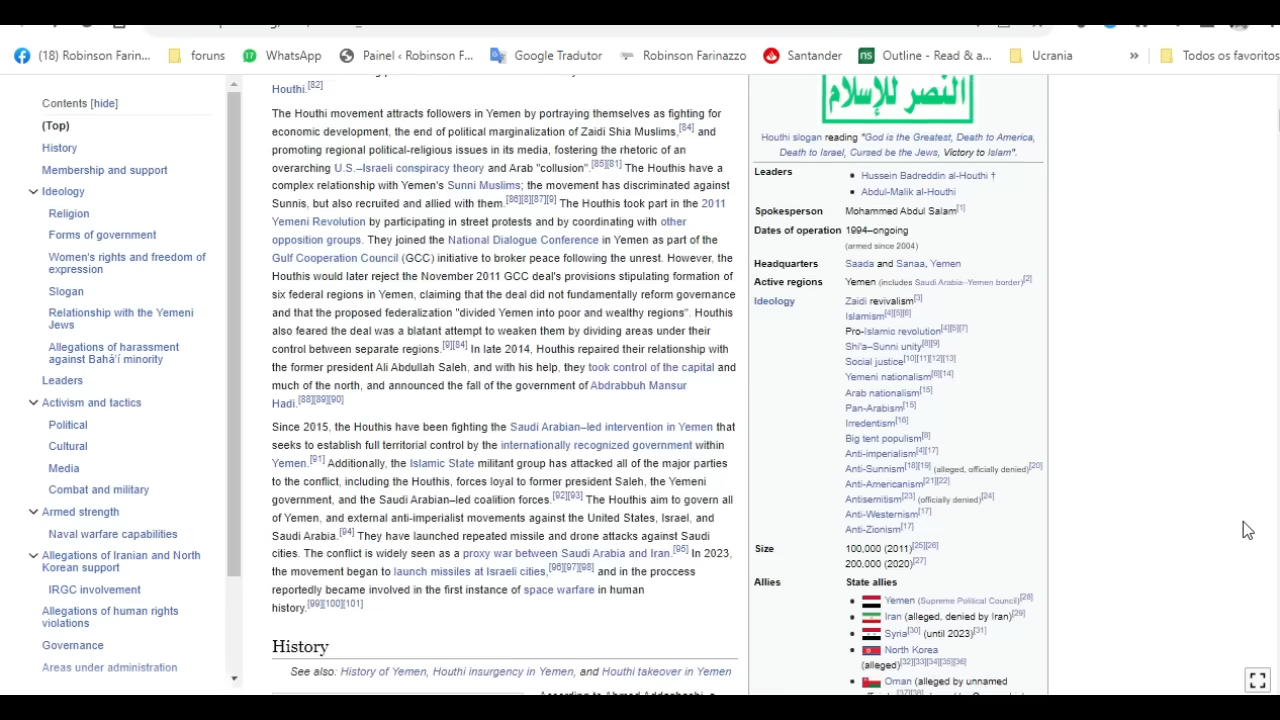 (18) Robinson Farin... foruns WhatsApp Painel ‹ Robinson F... Google Tradutor Robinson Farinazzo Santander Outline - Read & a... Ucrania » Todos os favoritos
Contents [hide]
(Top)
History
Membership and support
Ideology
Religion
Forms of government
Women's rights and freedom of
expression
Slogan
Relationship with the Yemeni
Jews
Allegations of harassment
against Bahá'í minority
Leaders
Activism and tactics
Political
Cultural
Media
Combat and military
Armed strength
Naval warfare capabilities
Allegations of Iranian and North
Korean support
IRGC involvement
Allegations of human rights
violations
Governance
Areas under administration
Houthi.[82]
The Houthi movement attracts followers in Yemen by portraying themselves as fighting for
economic development, the end of political marginalization of Zaidi Shia Muslims,[84] and
promoting regional political-religious issues in its media, fostering the rhetoric of an
overarching U.S.–Israeli conspiracy theory and Arab "collusion".[85][81] The Houthi have a
complex relationship with Yemen's Sunni Muslims; the movement has discriminated against
Sunnis, but also recruited and allied with them.[86][8][87][9] The Houthis took part in the 2011
Yemeni Revolution by participating in street protests and by coordinating with other
opposition groups. They joined the National Dialogue Conference in Yemen as part of the
Gulf Cooperation Council (GCC) initiative to broker peace following the unrest. However, the
Houthis would later reject the November 2011 GCC deal's provisions stipulating formation of
six federal regions in Yemen, claiming that the deal did not fundamentally reform governance
and that the proposed federalization "divided Yemen into poor and wealthy regions". Houthis
also feared the deal was a blatant attempt to weaken them by dividing areas under their
control between separate regions.[9][84] In late 2014, Houthis repaired their relationship with
the former president Ali Abdullah Saleh, and with his help, they took control of the capital and
much of the north, and announced the fall of the government of Abdrabbuh Mansur
Hadi.[88][89][90]
Since 2015, the Houthis have been fighting the Saudi Arabian–led intervention in Yemen that
seeks to establish full territorial control by the internationally recognized government within
Yemen.[91] Additionally, the Islamic State militant group has attacked all of the major parties
to the conflict, including the Houthis, forces loyal to former president Saleh, the Yemeni
government, and the Saudi Arabian–led coalition forces.[92][93] The Houthis aim to govern all
of Yemen, and external anti-imperialist movements against the United States, Israel, and
Saudi Arabia.[94] They have launched repeated missile and drone attacks against Saudi
cities. The conflict is widely seen as a proxy war between Saudi Arabia and Iran.[95] In 2023,
the movement began to launch missiles at Israeli cities,[96][97][98] and in the proccess
reportedly became involved in the first instance of space warfare in human
history.[99][100][101]
History
See also: History of Yemen, Houthi insurgency in Yemen, and Houthi takeover in Yemen
النصر للإسلام
Houthi slogan reading "God is the Greatest, Death to America,
Death to Israel, Cursed be the Jews, Victory to Islam".
Leaders • Hussein Badreddin al-Houthi †
• Abdul-Malik al-Houthi
Spokesperson Mohammed Abdul Salam[1]
Dates of operation 1994–ongoing
(armed since 2004)
Headquarters Saada and Sanaa, Yemen
Active regions Yemen (includes Saudi Arabia–Yemen border)[2]
Ideology Zaidi revivalism[3]
Islamism[4][5][6]
Pro-Islamic revolution[4][5][7]
Shi'a–Sunni unity[8][9]
Social justice[10][11][12][13]
Yemeni nationalism[6][14]
Arab nationalism[15]
Pan-Arabism[15]
Irredentism[16]
Big tent populism[8]
Anti-imperialism[4][17]
Anti-Sunnism[18][19] (alleged, officially denied)[20]
Anti-Americanism[21][22]
Antisemitism[23] (officially denied)[24]
Anti-Westernism[17]
Anti-Zionism[17]
Size 100,000 (2011)[25][26]
200,000 (2020)[27]
Allies State allies
• Yemen (Supreme Political Council)[28]
• Iran (alleged, denied by Iran)[29]
• Syria[30] (until 2023)[31]
• North Korea
(alleged)[32][33][34][35][36]
• Oman (alleged by unnamed